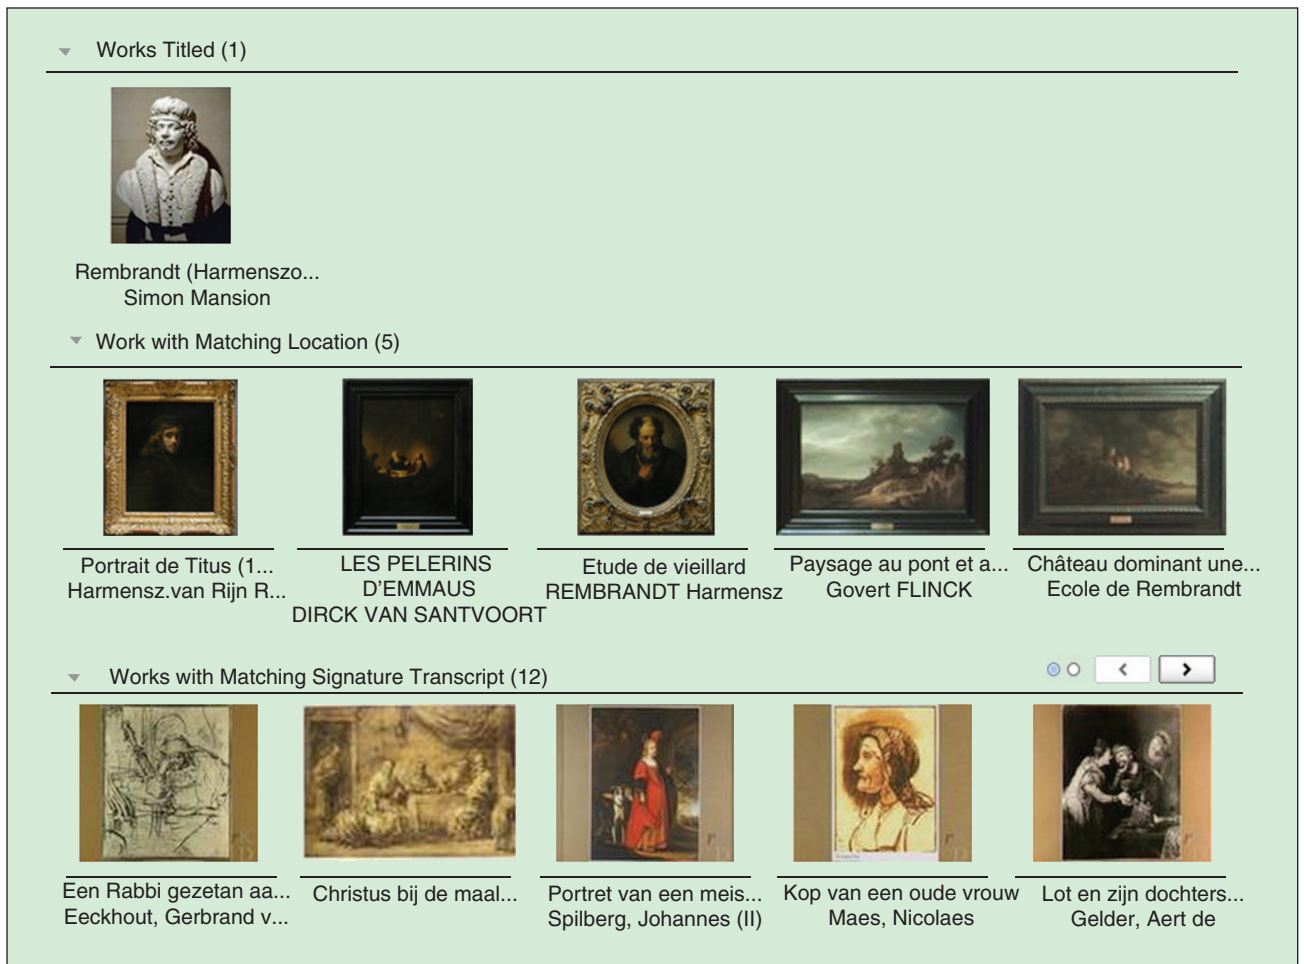 Works Titled (1)
Rembrandt (Harmenszo...
Simon Mansion
Work with Matching Location (5)
Portrait de Titus (1...
Harmensz.van Rijn R...
LES PELERINS
D'EMMAUS
DIRCK VAN SANTVOORT
Etude de vieillard
REMBRANDT Harmensz
Paysage au pont et a...
Govert FLINCK
Château dominant une...
Ecole de Rembrandt
Works with Matching Signature Transcript (12)
Een Rabbi gezetan aa...
Eeckhout, Gerbrand v...
Christus bij de maal...
Portret van een meis...
Spilberg, Johannes (II)
Kop van een oude vrouw
Maes, Nicolaes
Lot en zijn dochters...
Gelder, Aert de